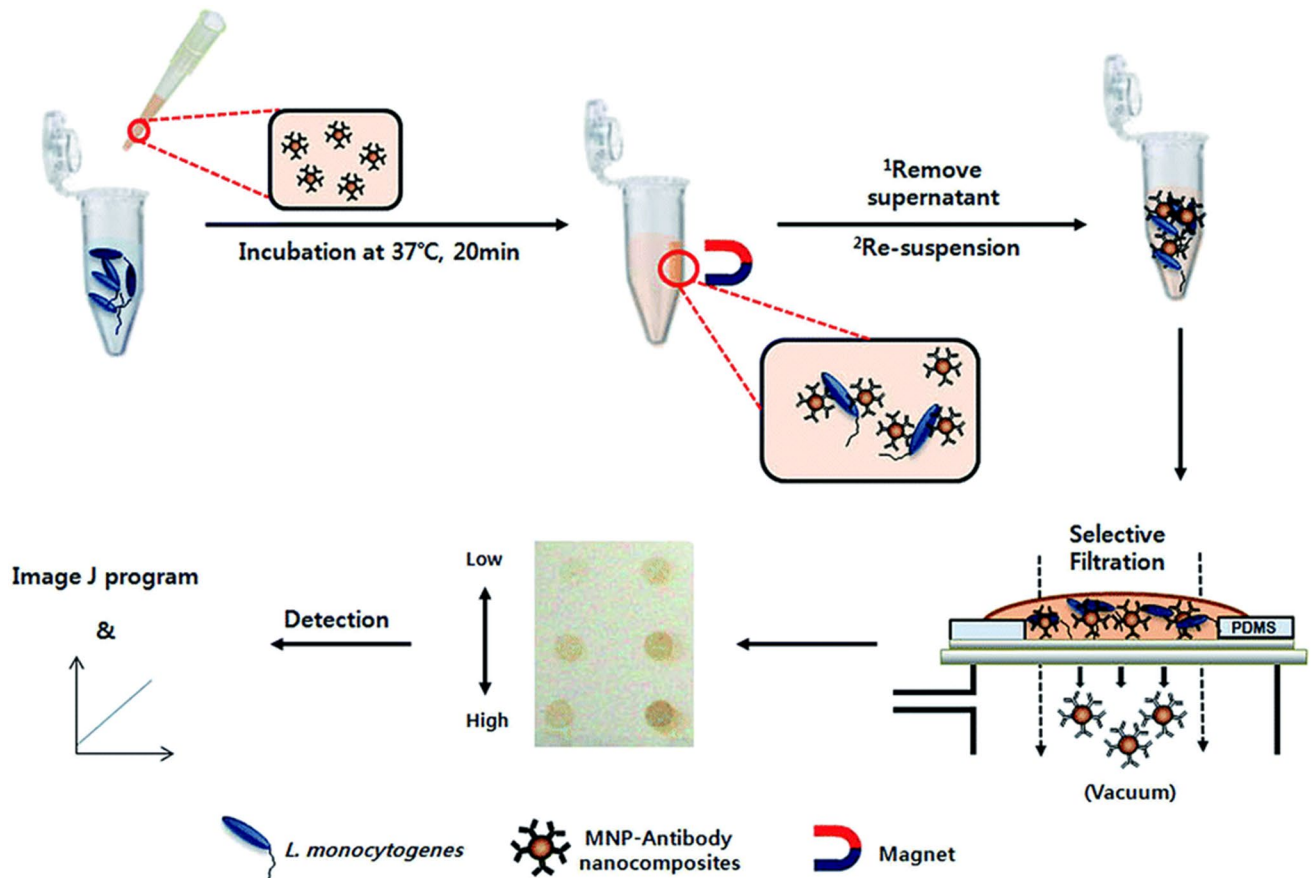 Incubation at 37℃, 20min
¹Remove
supernatant
²Re-suspension
Selective
Filtration
PDMS
(Vacuum)
Low
High
Detection
Image J program
&
L. monocytogenes
MNP-Antibody
nanocomposites
Magnet